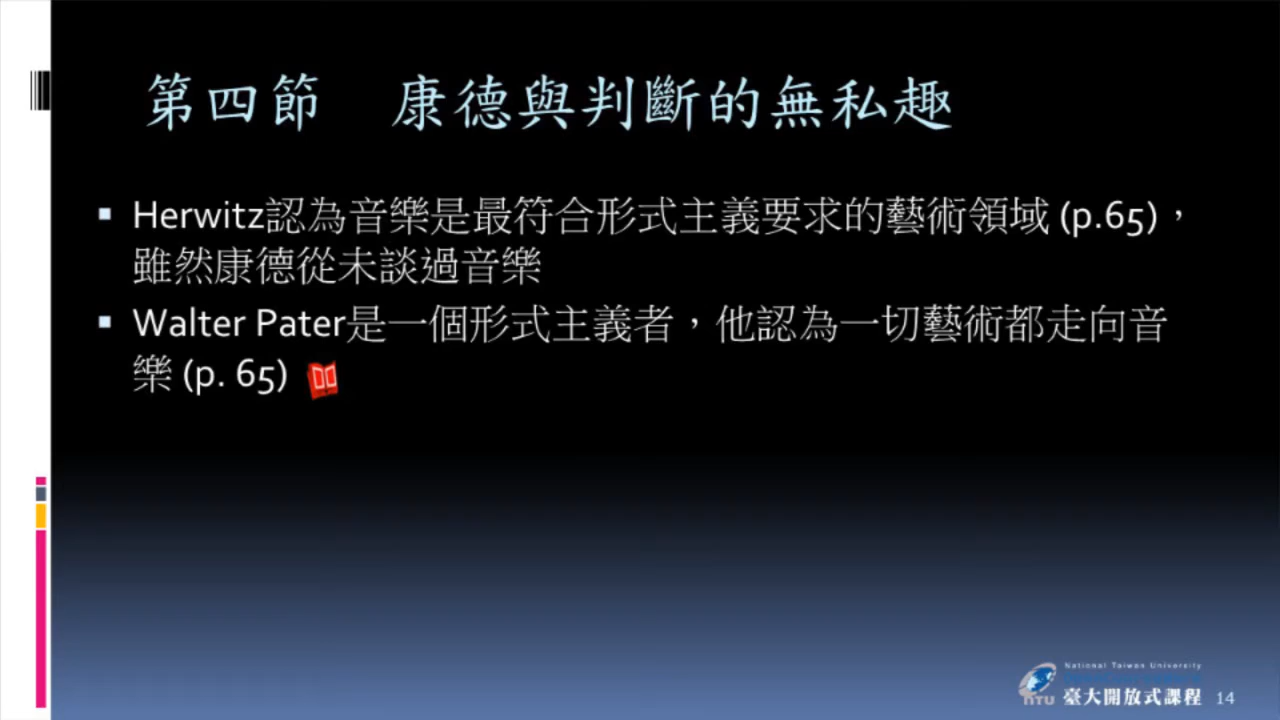 第四節　康德與判斷的無私趣
▪ Herwitz認為音樂是最符合形式主義要求的藝術領域 (p.65)，
雖然康德從未談過音樂
▪ Walter Pater是一個形式主義者，他認為一切藝術都走向音
樂 (p. 65)
National Taiwan University
NTU 臺大開放式課程 14